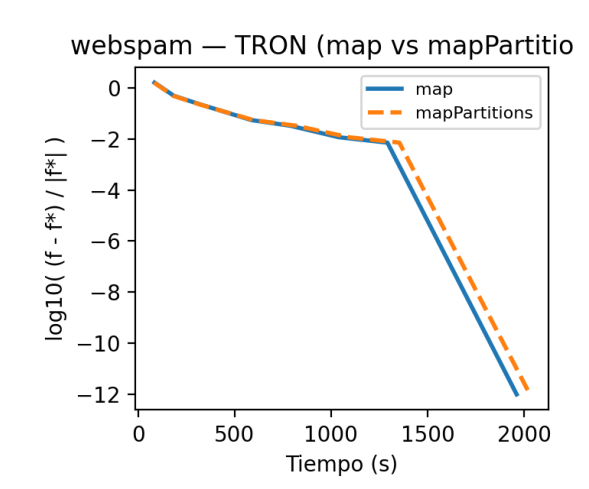 webspam — TRON (map vs mapPartitio
map
mapPartitions
log10( (f - f*) / |f*| )
0
−2
−4
−6
−8
−10
−12
0 500 1000 1500 2000
Tiempo (s)